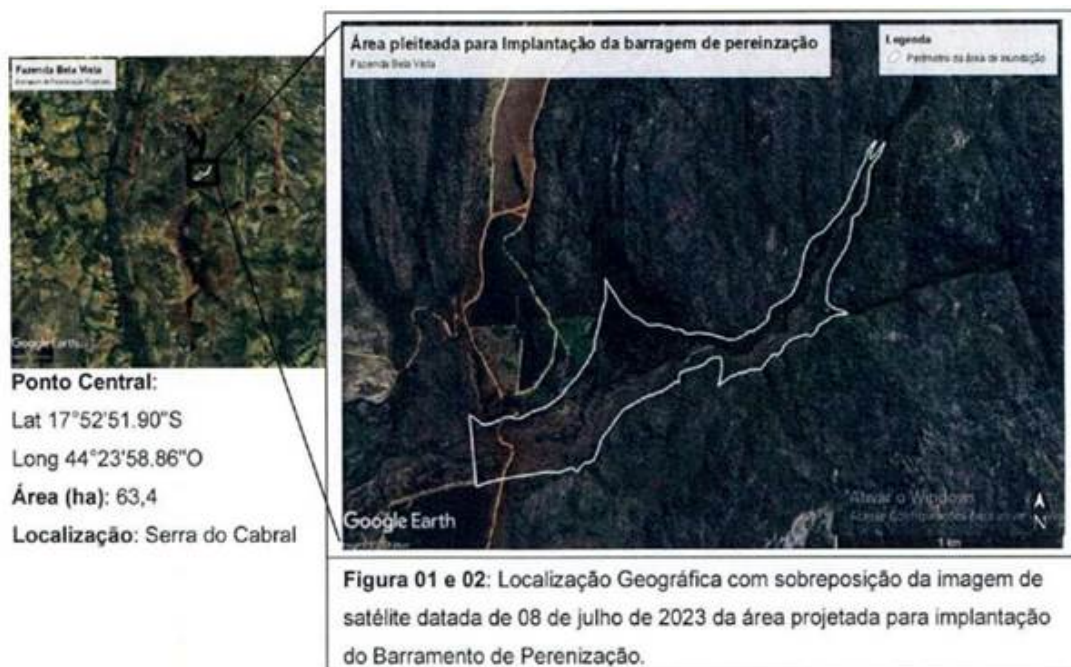 Área pleiteada para Implantação da barragem de pereinzação
Fazenda Bela Vista
Legenda
Perímetro da área de inundação
Fazenda Bela Vista
Google Earth
Ponto Central:
Lat 17°52'51.90"S
Long 44°23'58.86"O
Área (ha): 63,4
Localização: Serra do Cabral
Google Earth
Ativar o Windows
1 km
N
Figura 01 e 02: Localização Geográfica com sobreposição da imagem de
satélite datada de 08 de julho de 2023 da área projetada para implantação
do Barramento de Perenização.